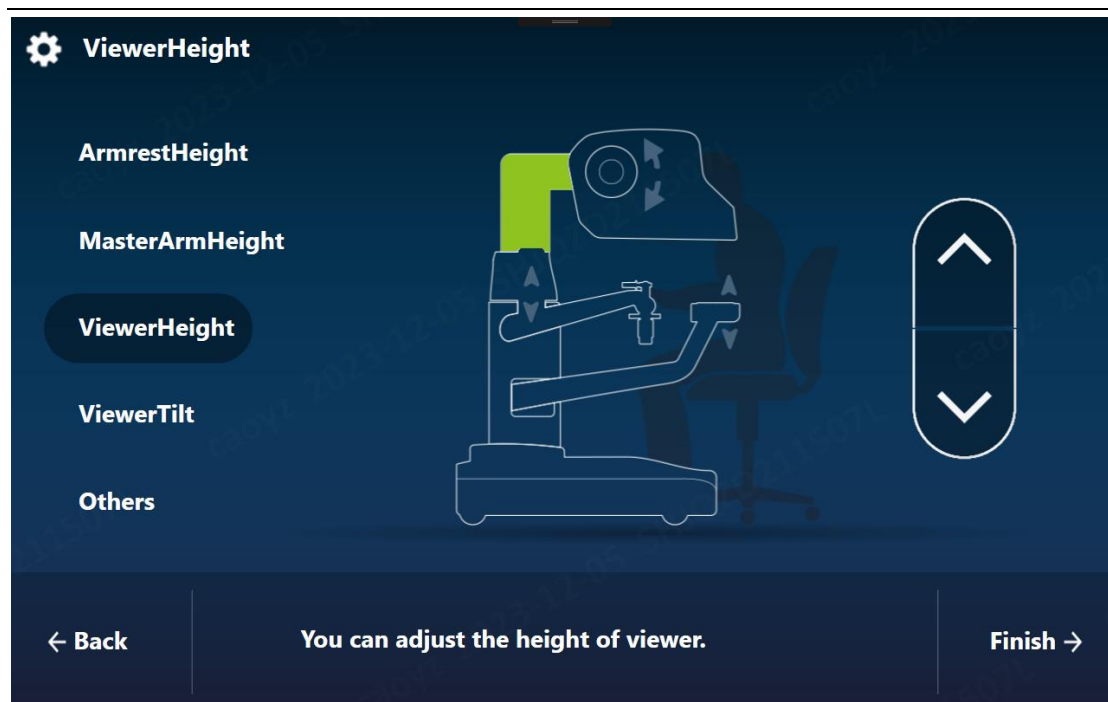 ViewerHeight
ArmrestHeight
MasterArmHeight
ViewerHeight
ViewerTilt
Others
← Back
You can adjust the height of viewer.
Finish →